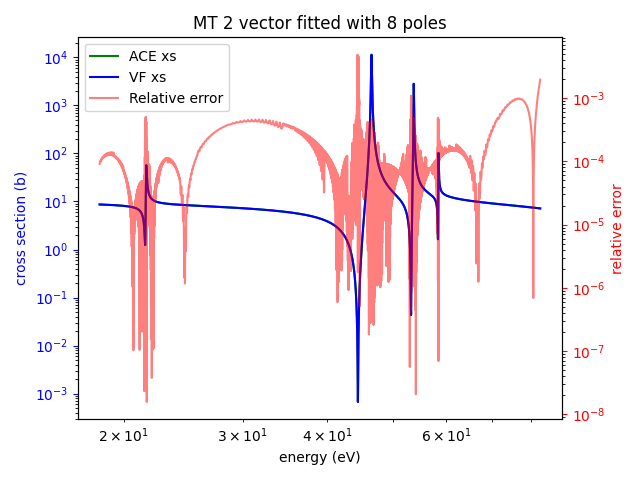 MT 2 vector fitted with 8 poles
ACE xs
VF xs
Relative error
cross section (b)
10⁴
10³
10²
10¹
10⁰
10⁻¹
10⁻²
10⁻³
relative error
10⁻³
10⁻⁴
10⁻⁵
10⁻⁶
10⁻⁷
10⁻⁸
2 × 10¹ 3 × 10¹ 4 × 10¹ 6 × 10¹
energy (eV)